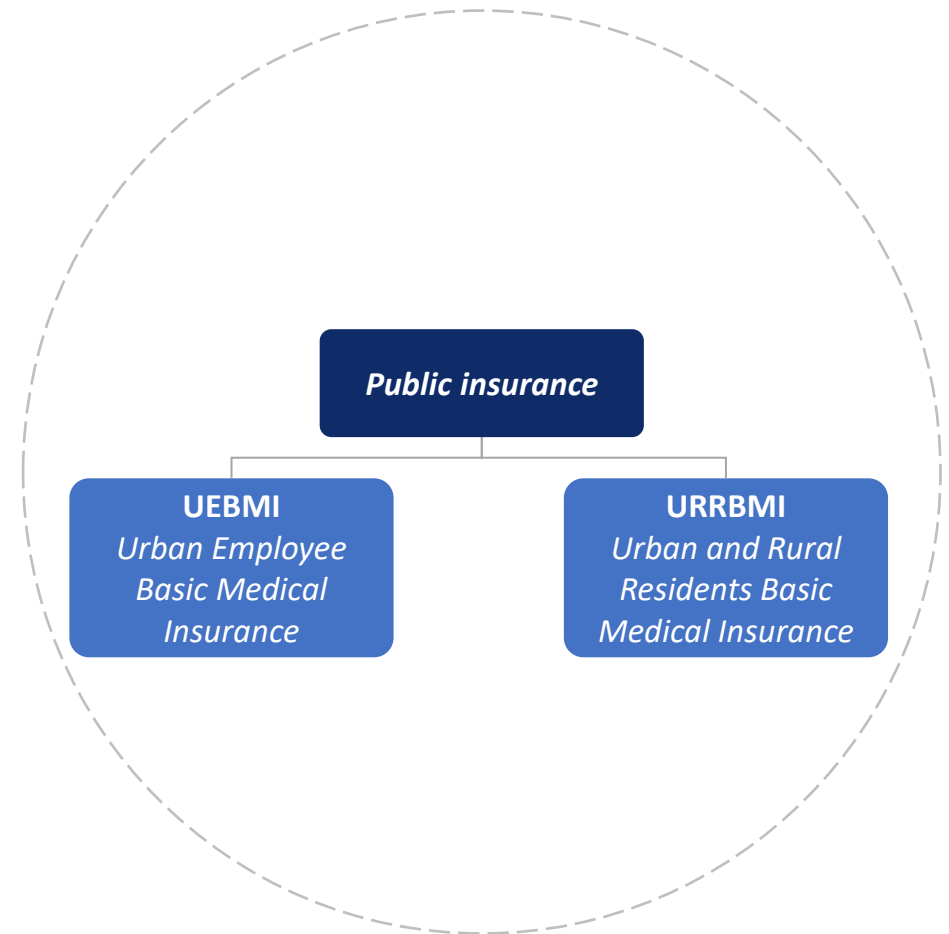 Public insurance
UEBMI
Urban Employee
Basic Medical
Insurance
URRBMI
Urban and Rural
Residents Basic
Medical Insurance